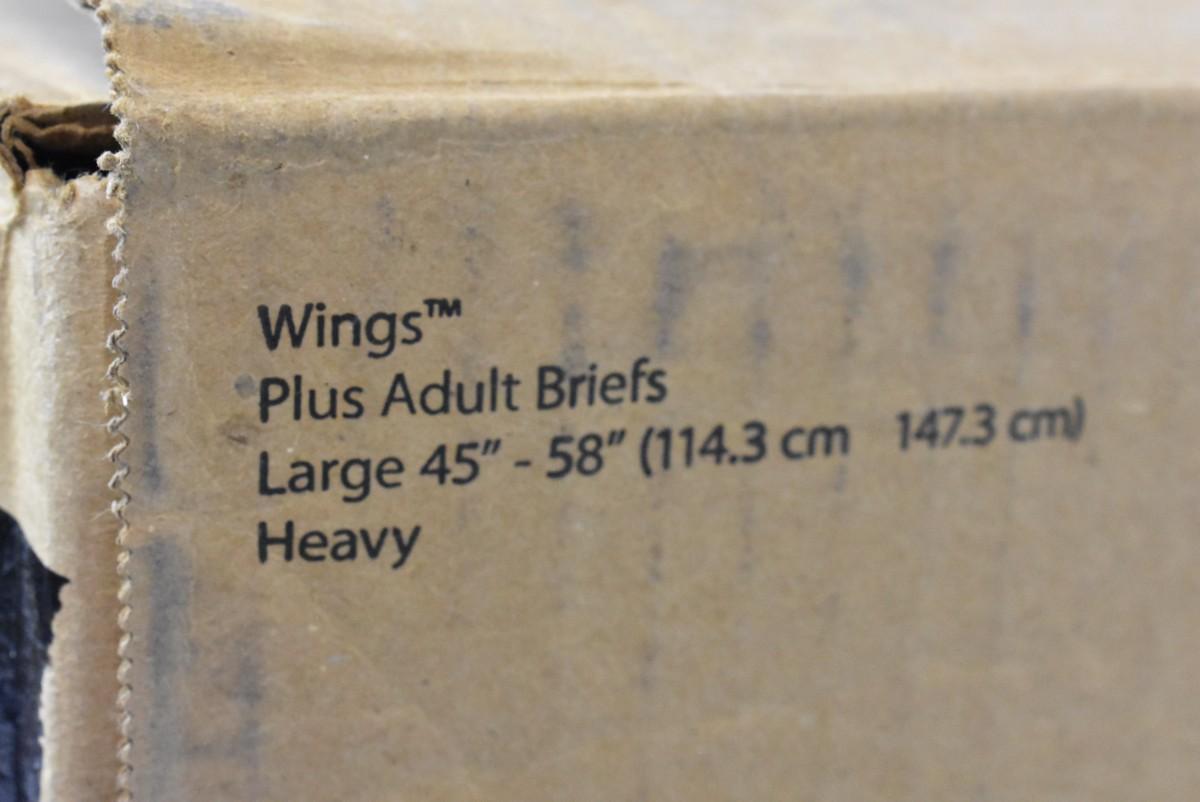 Wings™
Plus Adult Briefs
Large 45” - 58” (114.3 cm 147.3 cm)
Heavy